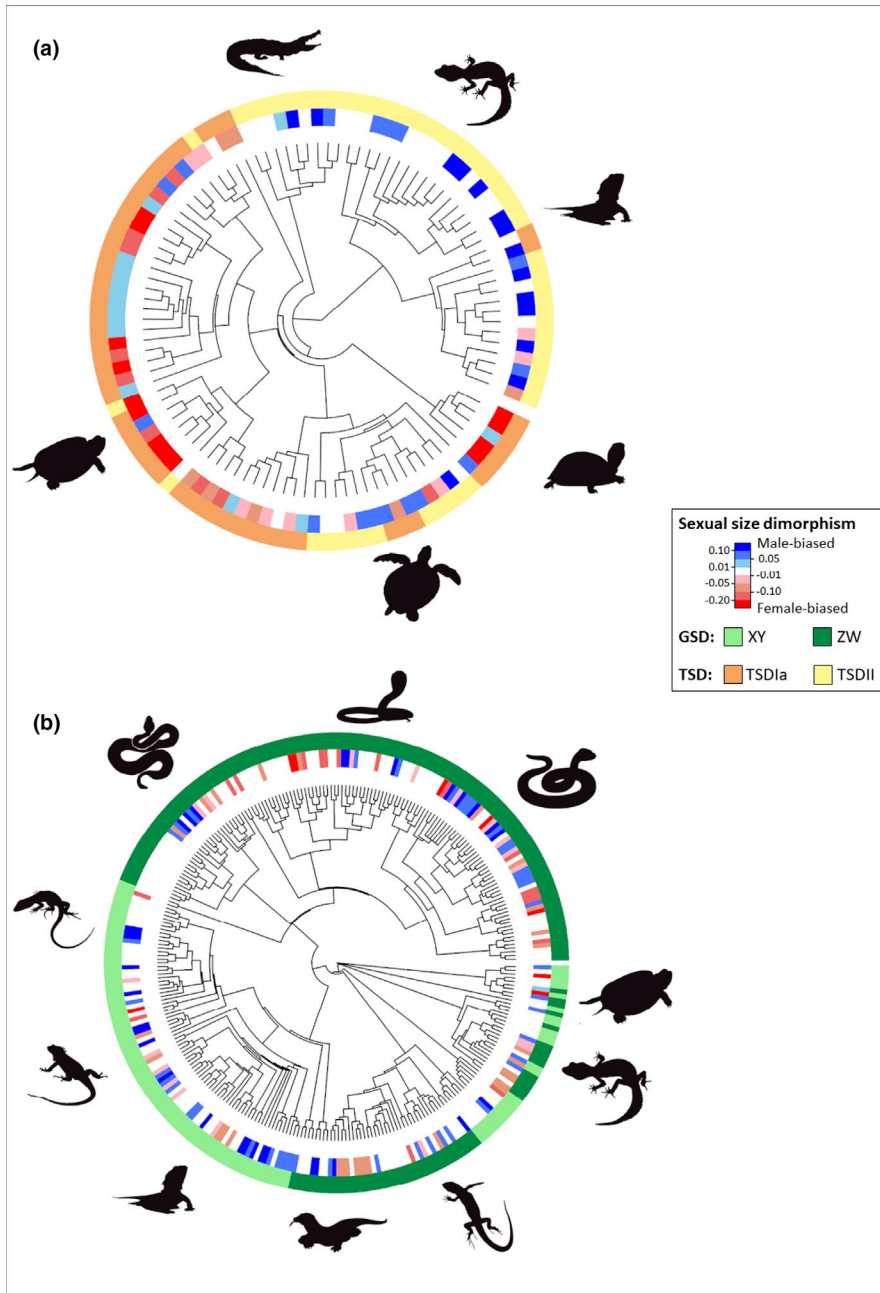 (a)
Sexual size dimorphism
0.10 Male-biased
0.05
0.01
-0.01
-0.05
-0.10
-0.20
Female-biased
GSD: XY ZW
TSD: TSDIa TSDII
(b)